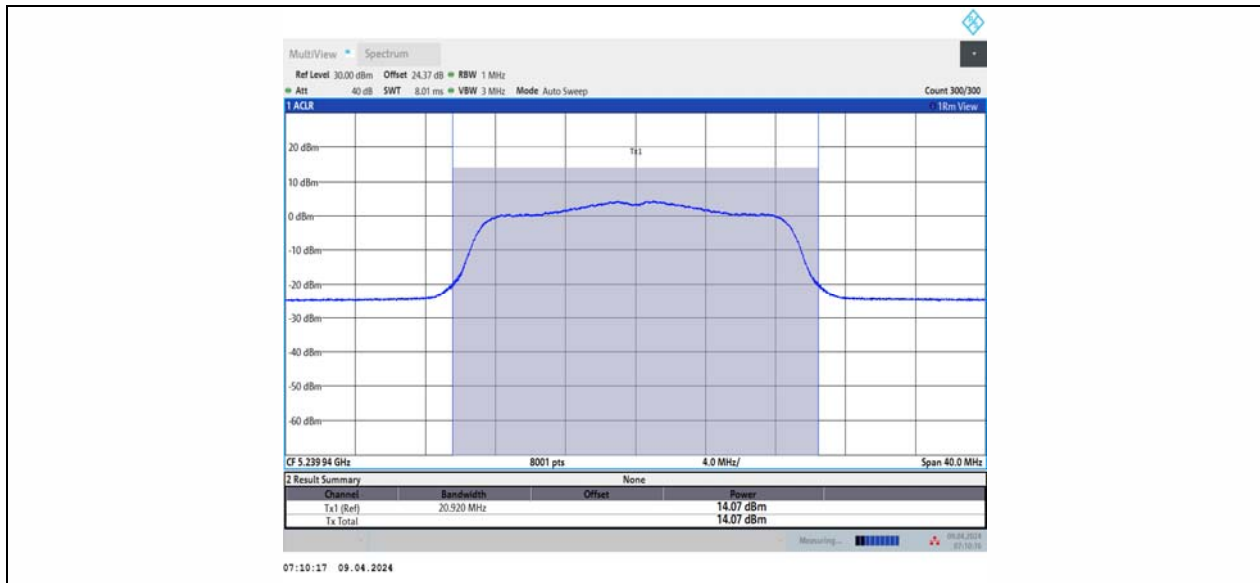 MultiView Spectrum
Ref Level 30.00 dBm Offset 24.37 dB RBW 1 MHz
Att 40 dB SWT 8.01 ms VBW 3 MHz Mode Auto Sweep Count 300/300
1 ACLR 1Rm View
20 dBm
Tx1
10 dBm
0 dBm
-10 dBm
-20 dBm
-30 dBm
-40 dBm
-50 dBm
-60 dBm
CF 5.239 94 GHz 8001 pts 4.0 MHz/ Span 40.0 MHz
2 Result Summary None
Channel Bandwidth Offset Power
Tx1 (Ref) 20.920 MHz 14.07 dBm
Tx Total 14.07 dBm
Measuring... 09.04.2024
07:10:17 09.04.2024